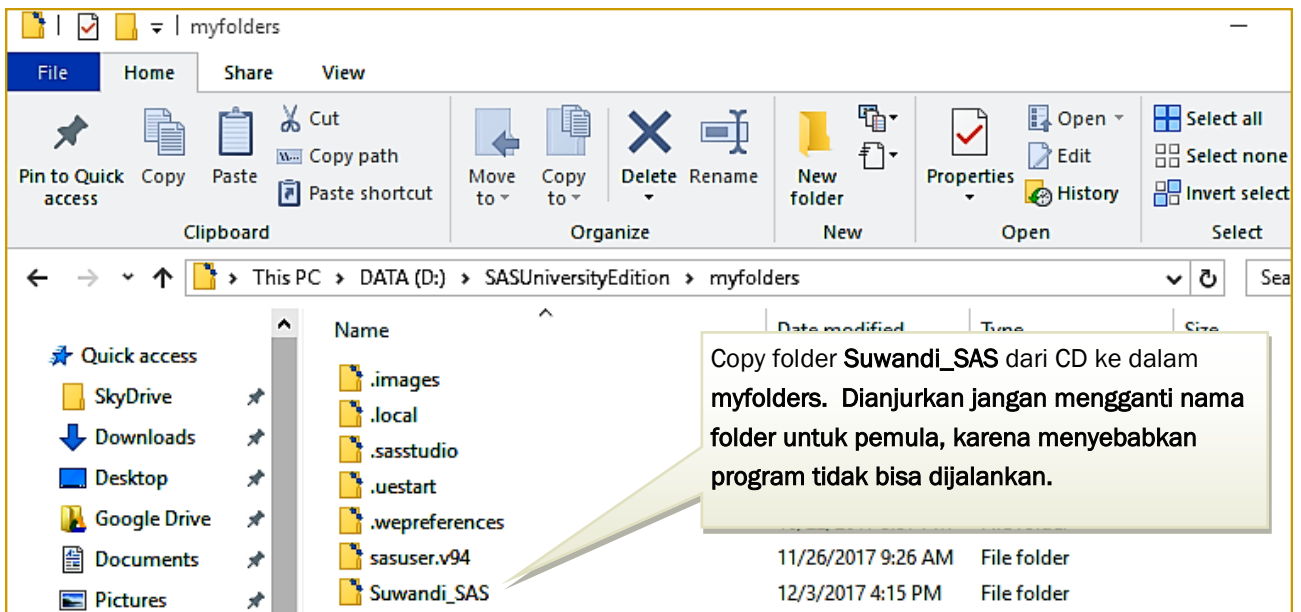 myfolders
File Home Share View
Pin to Quick access
Copy
Paste
Cut
Copy path
Paste shortcut
Move to
Copy to
Delete
Rename
New folder
Properties
Open
Edit
History
Select all
Select none
Invert select
Clipboard Organize New Open Select
This PC > DATA (D:) > SASUniversityEdition > myfolders
Sea
Name Date modified Type Size
Quick access
SkyDrive
Downloads
Desktop
Google Drive
Documents
Pictures
.images
.local
.sasstudio
.uestart
.wepreferences
sasuser.v94 11/26/2017 9:26 AM File folder
Suwandi_SAS 12/3/2017 4:15 PM File folder
Copy folder Suwandi_SAS dari CD ke dalam
myfolders. Dianjurkan jangan mengganti nama
folder untuk pemula, karena menyebabkan
program tidak bisa dijalankan.